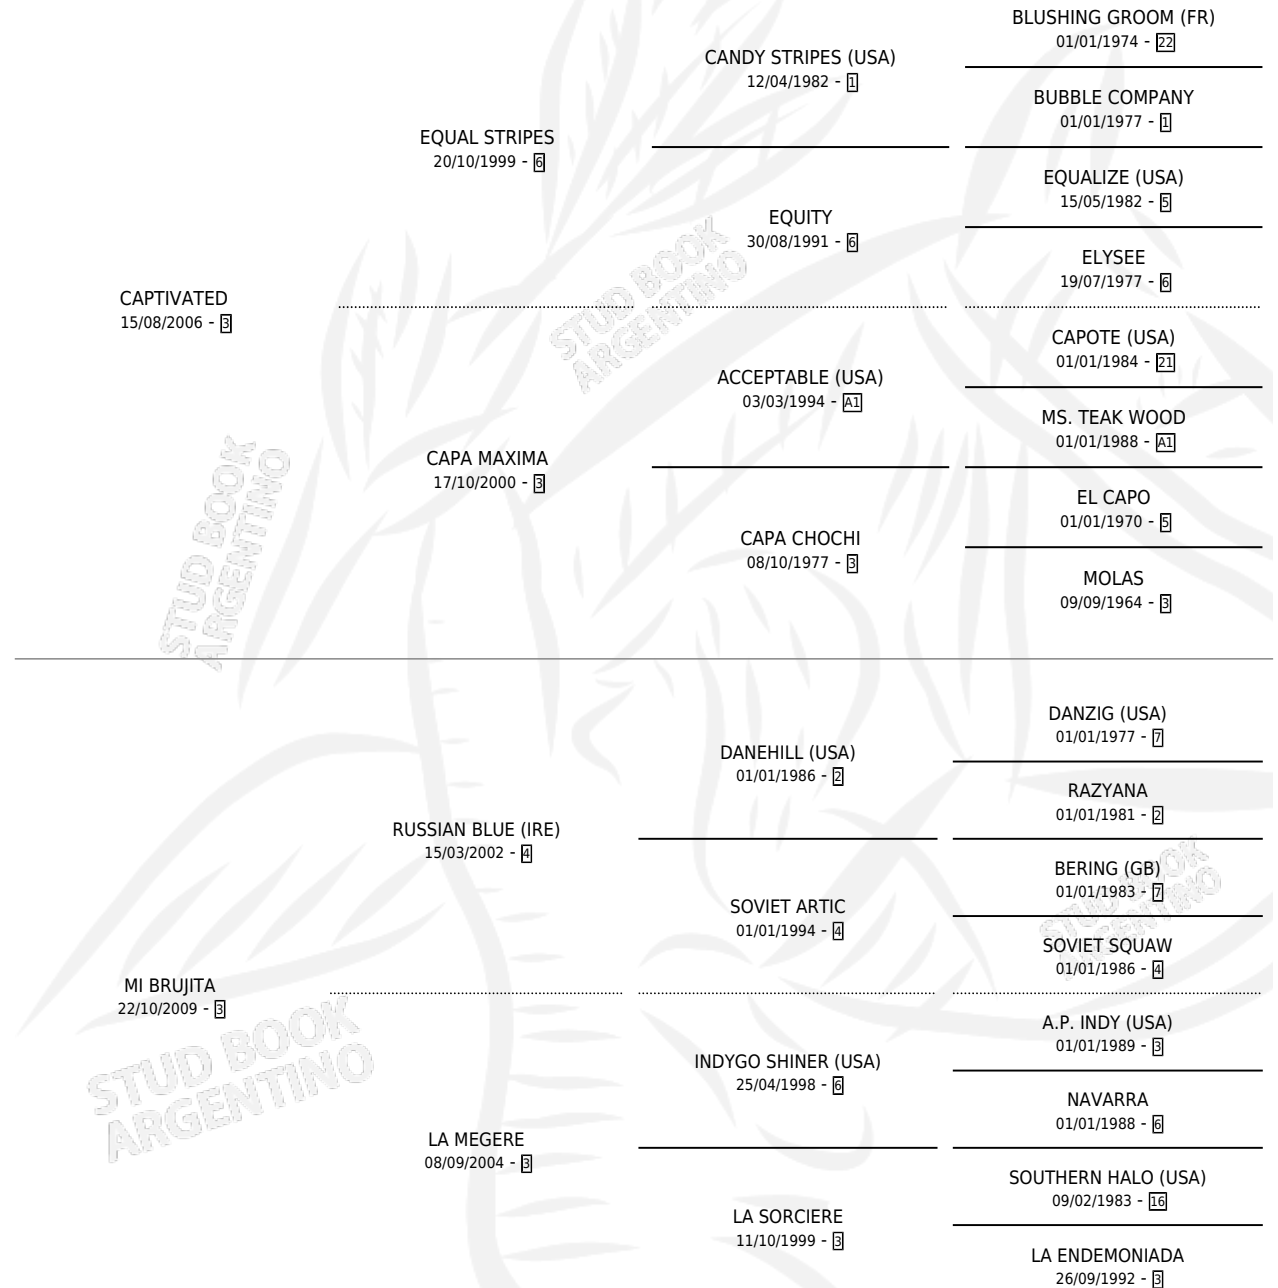 BLUSHING GROOM (FR)
01/01/1974 - 22
CANDY STRIPES (USA)
12/04/1982 - 1
BUBBLE COMPANY
01/01/1977 - 1
EQUAL STRIPES
20/10/1999 - 6
EQUALIZE (USA)
15/05/1982 - 5
EQUITY
30/08/1991 - 6
ELYSEE
19/07/1977 - 6
CAPTIVATED
15/08/2006 - 3
CAPOTE (USA)
01/01/1984 - 21
ACCEPTABLE (USA)
03/03/1994 - A1
MS. TEAK WOOD
01/01/1988 - A1
CAPA MAXIMA
17/10/2000 - 3
EL CAPO
01/01/1970 - 5
CAPA CHOCHI
08/10/1977 - 3
MOLAS
09/09/1964 - 3
DANZIG (USA)
01/01/1977 - 7
DANEHILL (USA)
01/01/1986 - 2
RAZYANA
01/01/1981 - 2
RUSSIAN BLUE (IRE)
15/03/2002 - 4
BERING (GB)
01/01/1983 - 7
SOVIET ARTIC
01/01/1994 - 4
SOVIET SQUAW
01/01/1986 - 4
MI BRUJITA
22/10/2009 - 3
A.P. INDY (USA)
01/01/1989 - 3
INDYGO SHINER (USA)
25/04/1998 - 6
NAVARRA
01/01/1988 - 6
LA MEGERE
08/09/2004 - 3
SOUTHERN HALO (USA)
09/02/1983 - 16
LA SORCIERE
11/10/1999 - 3
LA ENDEMONIADA
26/09/1992 - 3
STUD BOOK
ARGENTINO
STUD BOOK
ARGENTINO
STUD BOOK
ARGENTINO
STUD BOOK
ARGENTINO